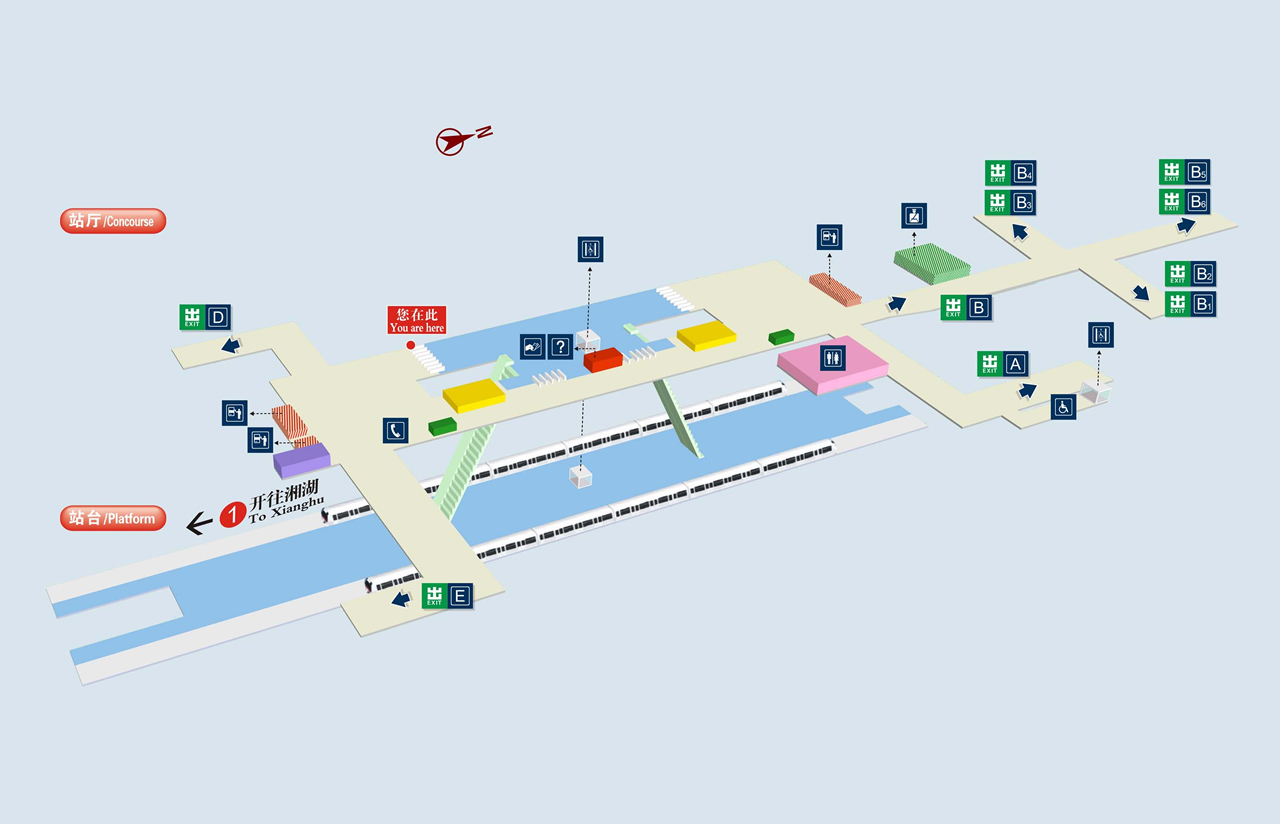 N
站厅/Concourse
出 EXIT B4
出 EXIT B3
出 EXIT B5
出 EXIT B6
出 EXIT B2
出 EXIT B1
出 EXIT D
您在此
You are here
?
出 EXIT B
出 EXIT A
站台/Platform
1 开往湘湖
To Xianghu
出 EXIT E